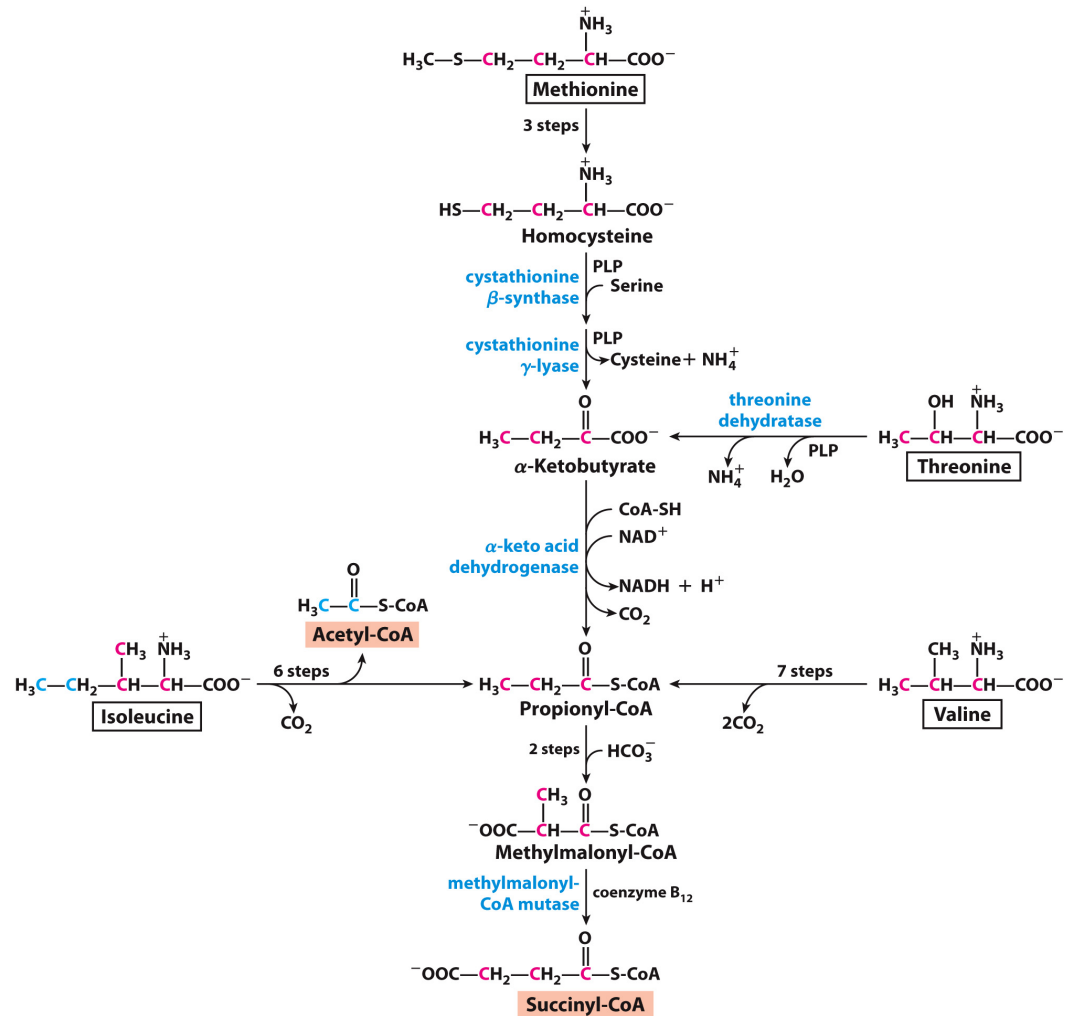 ⁺NH₃
H₃C—S—CH₂—CH₂—CH—COO⁻
Methionine
3 steps
⁺NH₃
HS—CH₂—CH₂—CH—COO⁻
Homocysteine
cystathionine
β-synthase
PLP
Serine
cystathionine
γ-lyase
PLP
Cysteine + NH₄⁺
O
H₃C—CH₂—C—COO⁻
α-Ketobutyrate
threonine
dehydratase
NH₄⁺
H₂O
PLP
OH ⁺NH₃
H₃C—CH—CH—COO⁻
Threonine
α-keto acid
dehydrogenase
CoA-SH
NAD⁺
NADH + H⁺
CO₂
O
H₃C—C—S-CoA
Acetyl-CoA
CH₃ ⁺NH₃
H₃C—CH₂—CH—CH—COO⁻
Isoleucine
6 steps
CO₂
O
H₃C—CH₂—C—S-CoA
Propionyl-CoA
7 steps
2CO₂
CH₃ ⁺NH₃
H₃C—CH—CH—COO⁻
Valine
2 steps
HCO₃⁻
CH₃ O
⁻OOC—CH—C—S-CoA
Methylmalonyl-CoA
methylmalonyl-
CoA mutase
coenzyme B₁₂
O
⁻OOC—CH₂—CH₂—C—S-CoA
Succinyl-CoA